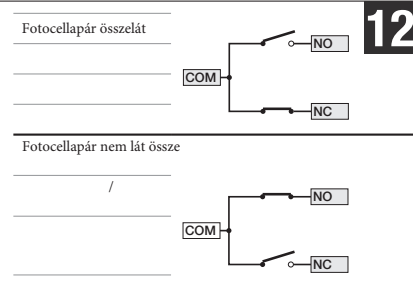 Fotocellapár összelát
12
NO
COM
NC
Fotocellapár nem lát össze
/
NO
COM
NC